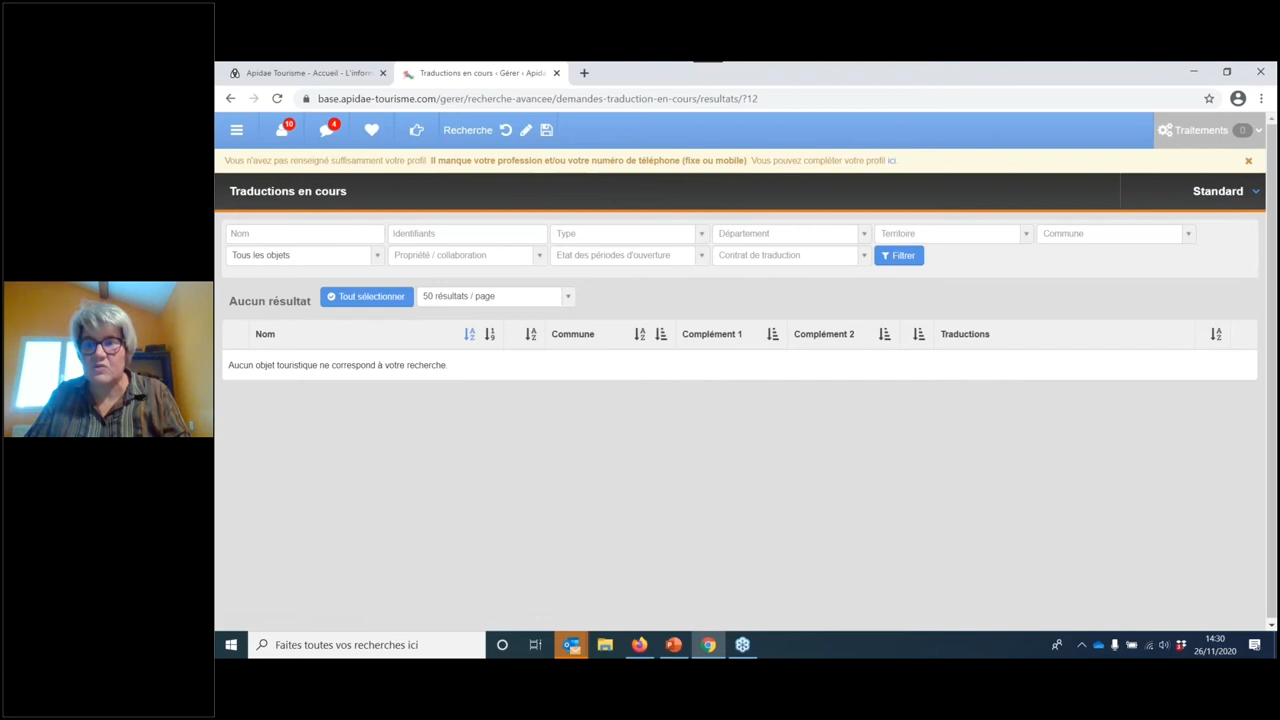 Apidae Tourisme - Accueil - L'inform
Traductions en cours ‹ Gérer ‹ Apida
base.apidae-tourisme.com/gerer/recherche-avancee/demandes-traduction-en-cours/resultats/?12
10
4
Recherche
Traitements 0
Vous n'avez pas renseigné suffisamment votre profil. Il manque votre profession et/ou votre numéro de téléphone (fixe ou mobile) Vous pouvez compléter votre profil ici.
Traductions en cours
Standard
Nom Identifiants Type Département Territoire Commune
Tous les objets Propriété / collaboration Etat des périodes d'ouverture Contrat de traduction Filtrer
Aucun résultat Tout sélectionner 50 résultats / page
Nom Commune Complément 1 Complément 2 Traductions
Aucun objet touristique ne correspond à votre recherche.
Faites toutes vos recherches ici
14:30
26/11/2020